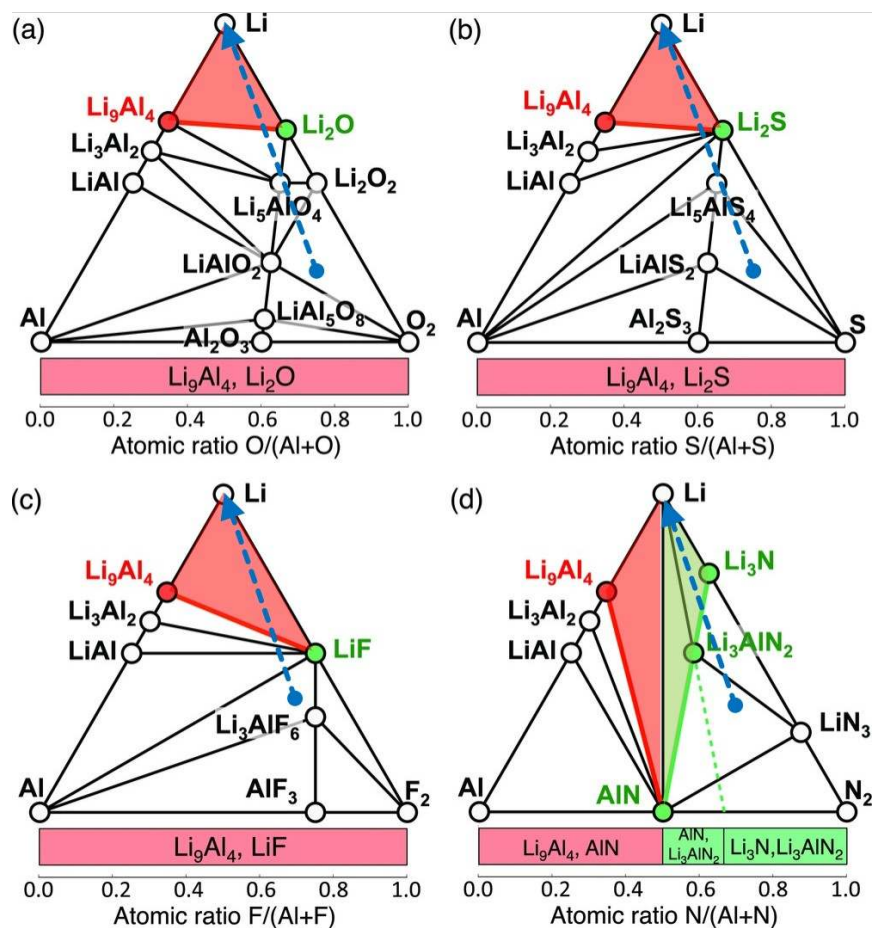 (a)
Li
Li₉Al₄
Li₂O
Li₃Al₂
LiAl
Li₂O₂
Li₅AlO₄
LiAlO₂
LiAl₅O₈
Al
Al₂O₃
O₂
Li₉Al₄, Li₂O
0.0 0.2 0.4 0.6 0.8 1.0
Atomic ratio O/(Al+O)
(b)
Li
Li₉Al₄
Li₂S
Li₃Al₂
LiAl
Li₅AlS₄
LiAlS₂
Al
Al₂S₃
S
Li₉Al₄, Li₂S
0.0 0.2 0.4 0.6 0.8 1.0
Atomic ratio S/(Al+S)
(c)
Li
Li₉Al₄
Li₃Al₂
LiAl
LiF
Li₃AlF₆
Al
AlF₃
F₂
Li₉Al₄, LiF
0.0 0.2 0.4 0.6 0.8 1.0
Atomic ratio F/(Al+F)
(d)
Li
Li₉Al₄
Li₃N
Li₃Al₂
LiAl
Li₃AlN₂
LiN₃
Al
AlN
N₂
Li₉Al₄, AlN
AlN,
Li₃AlN₂
Li₃N,Li₃AlN₂
0.0 0.2 0.4 0.6 0.8 1.0
Atomic ratio N/(Al+N)